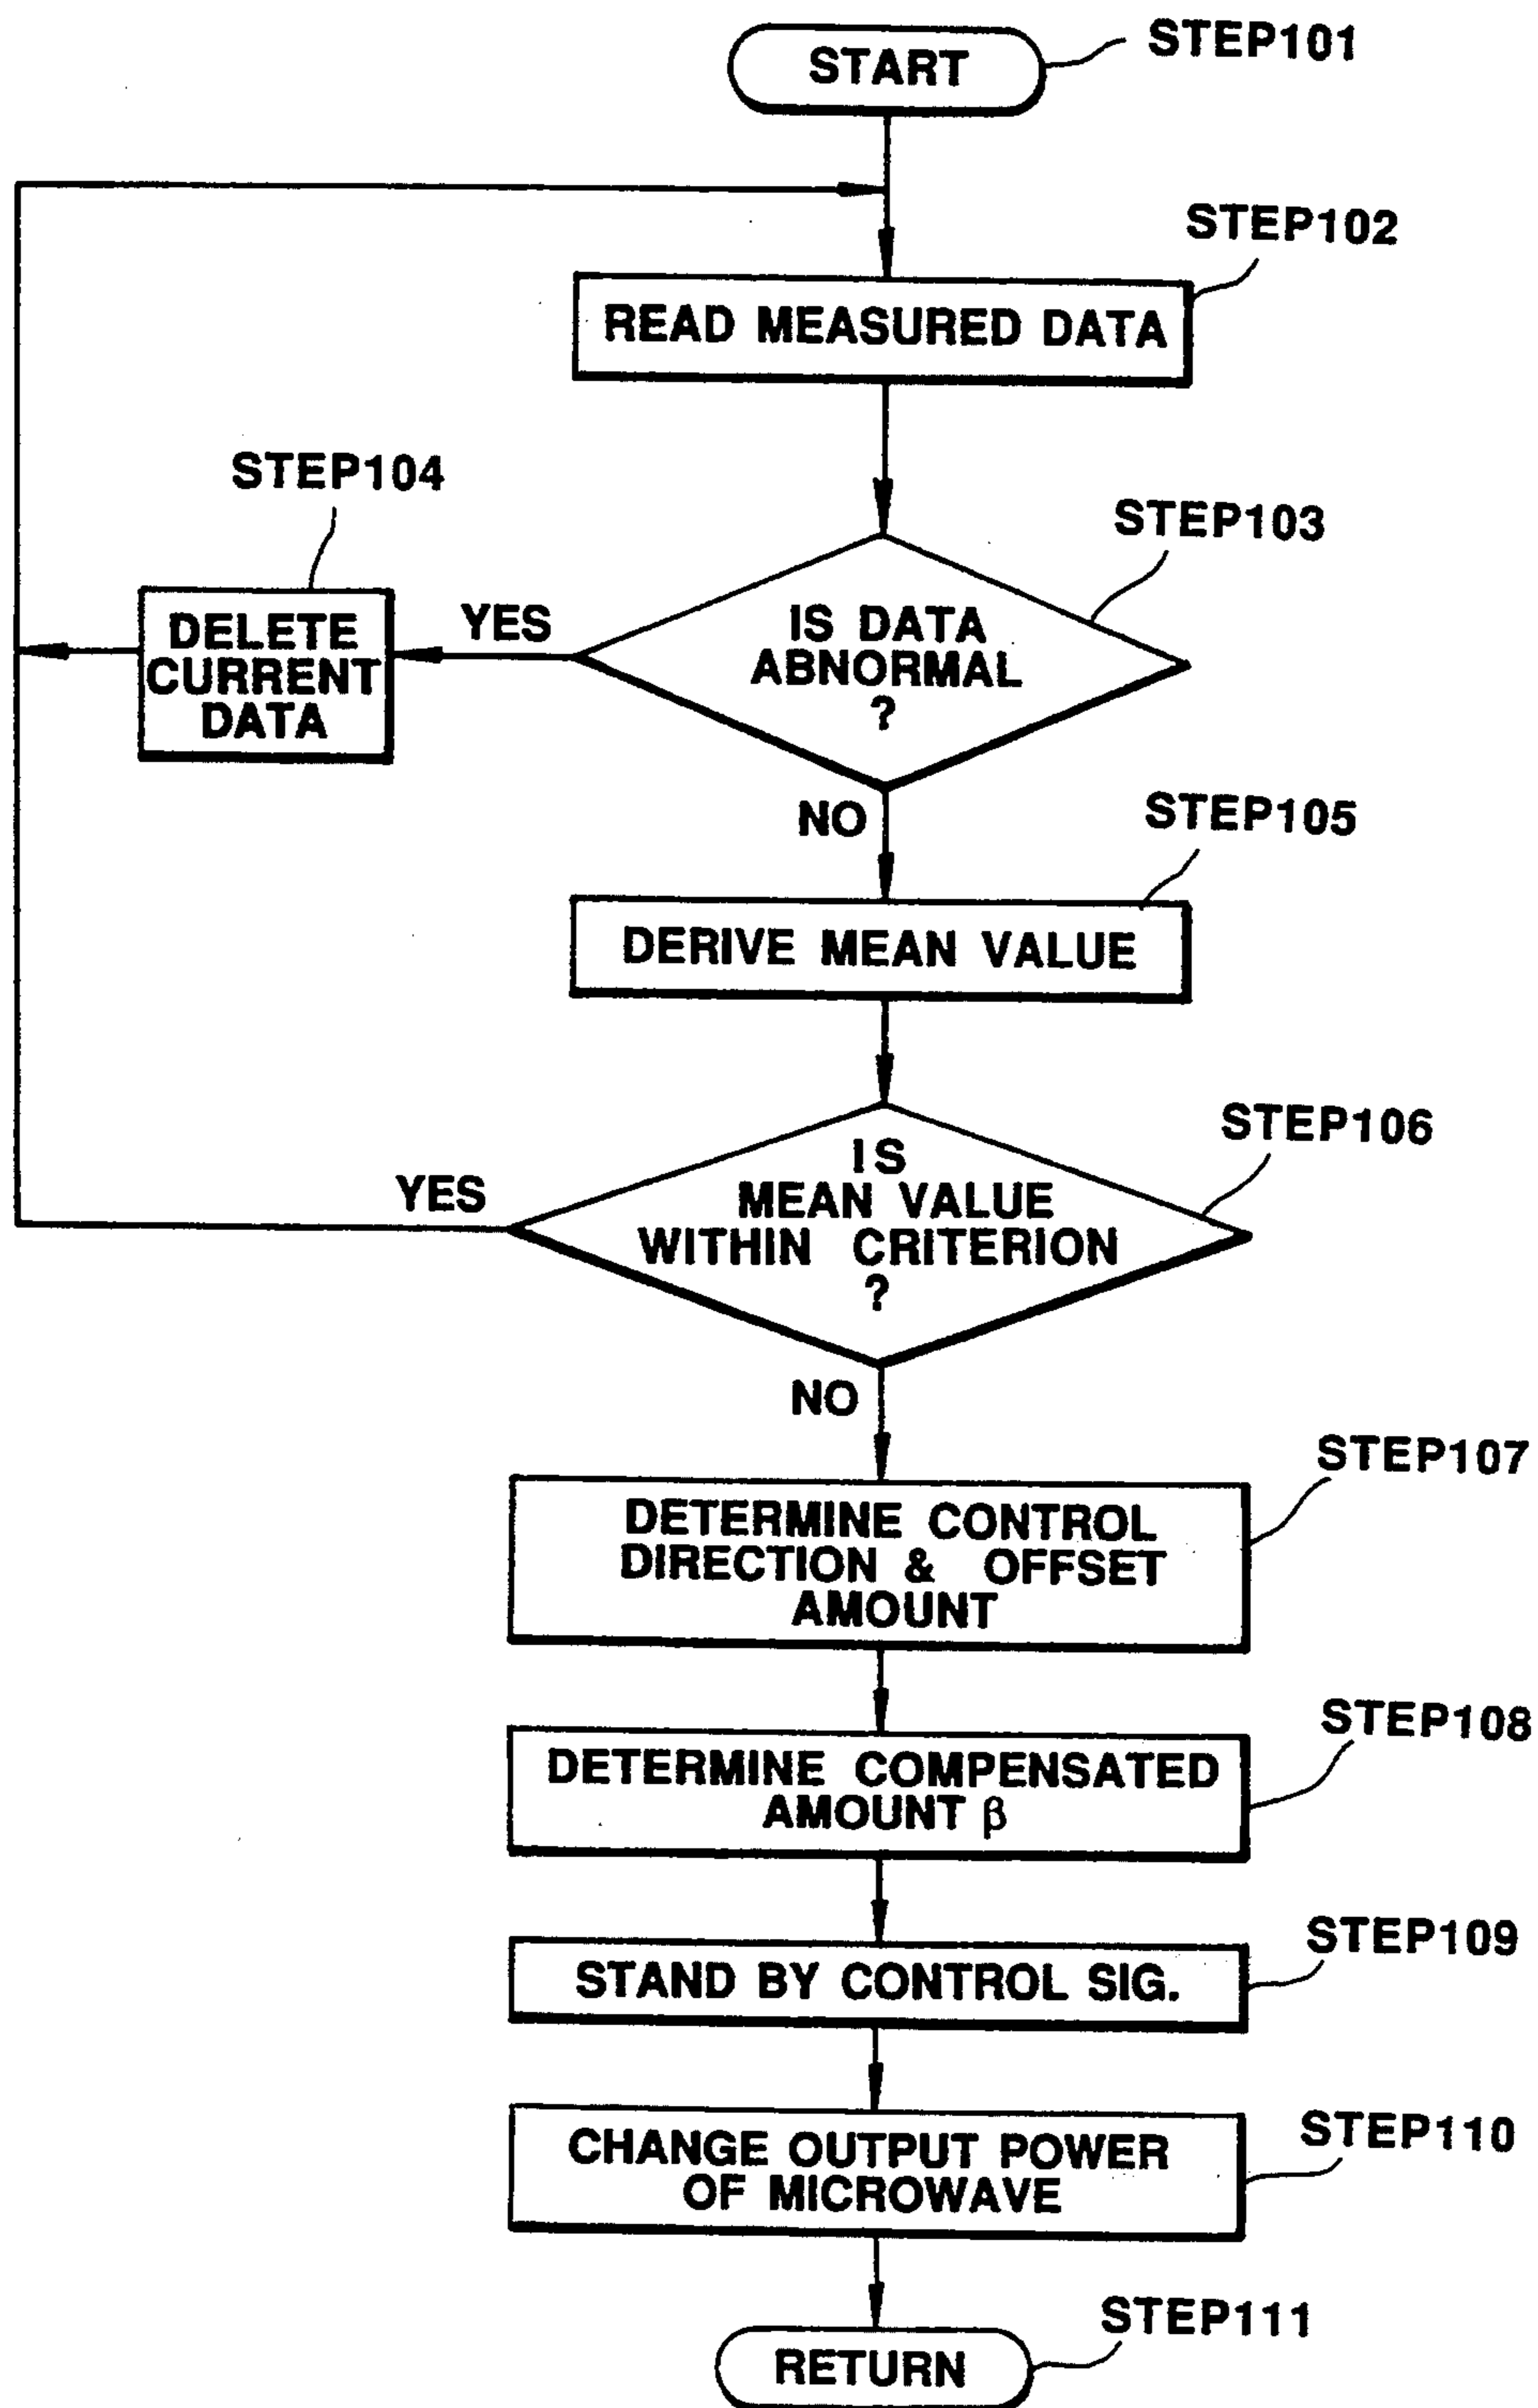 STEP101
START
STEP102
READ MEASURED DATA
STEP104
STEP103
DELETE
CURRENT
DATA
YES
IS DATA
ABNORMAL
?
NO
STEP105
DERIVE MEAN VALUE
STEP106
YES
IS
MEAN VALUE
WITHIN CRITERION
?
NO
STEP107
DETERMINE CONTROL
DIRECTION & OFFSET
AMOUNT
STEP108
DETERMINE COMPENSATED
AMOUNT β
STEP109
STAND BY CONTROL SIG.
STEP110
CHANGE OUTPUT POWER
OF MICROWAVE
STEP111
RETURN